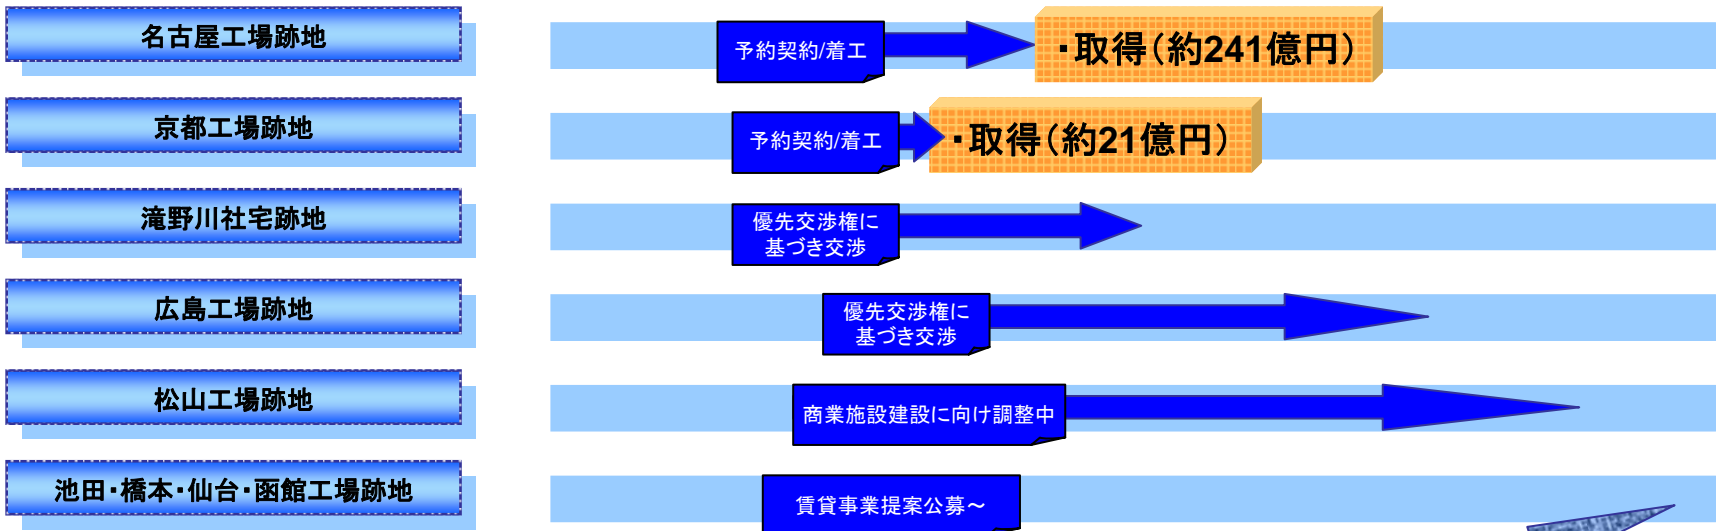 名古屋工場跡地
予約契約/着工
・取得(約241億円)
京都工場跡地
予約契約/着工
・取得(約21億円)
滝野川社宅跡地
優先交渉権に
基づき交渉
広島工場跡地
優先交渉権に
基づき交渉
松山工場跡地
商業施設建設に向け調整中
池田・橋本・仙台・函館工場跡地
賃貸事業提案公募～